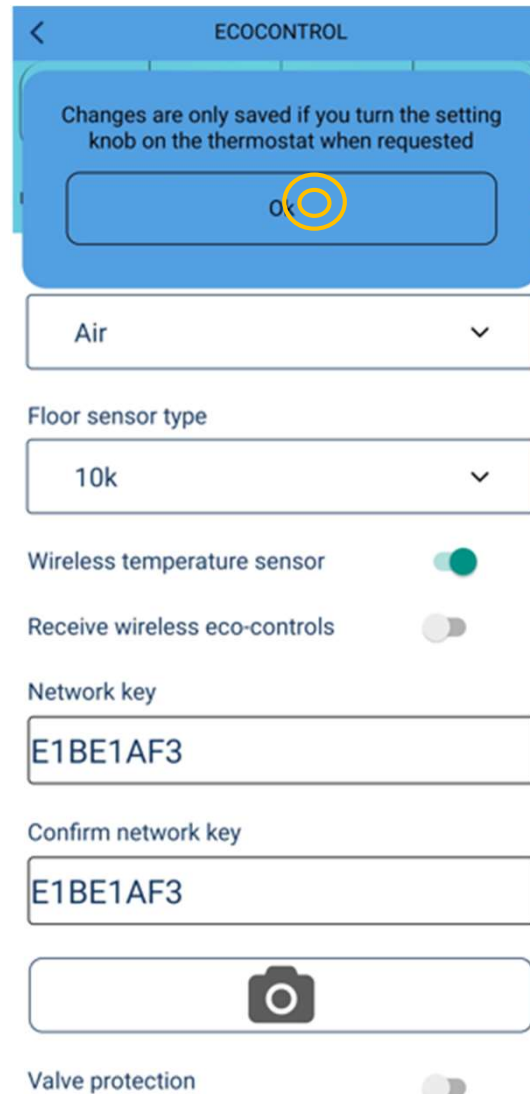 ECOCONTROL
Changes are only saved if you turn the setting
knob on the thermostat when requested
Ok
Air
Floor sensor type
10k
Wireless temperature sensor
Receive wireless eco-controls
Network key
E1BE1AF3
Confirm network key
E1BE1AF3
Valve protection